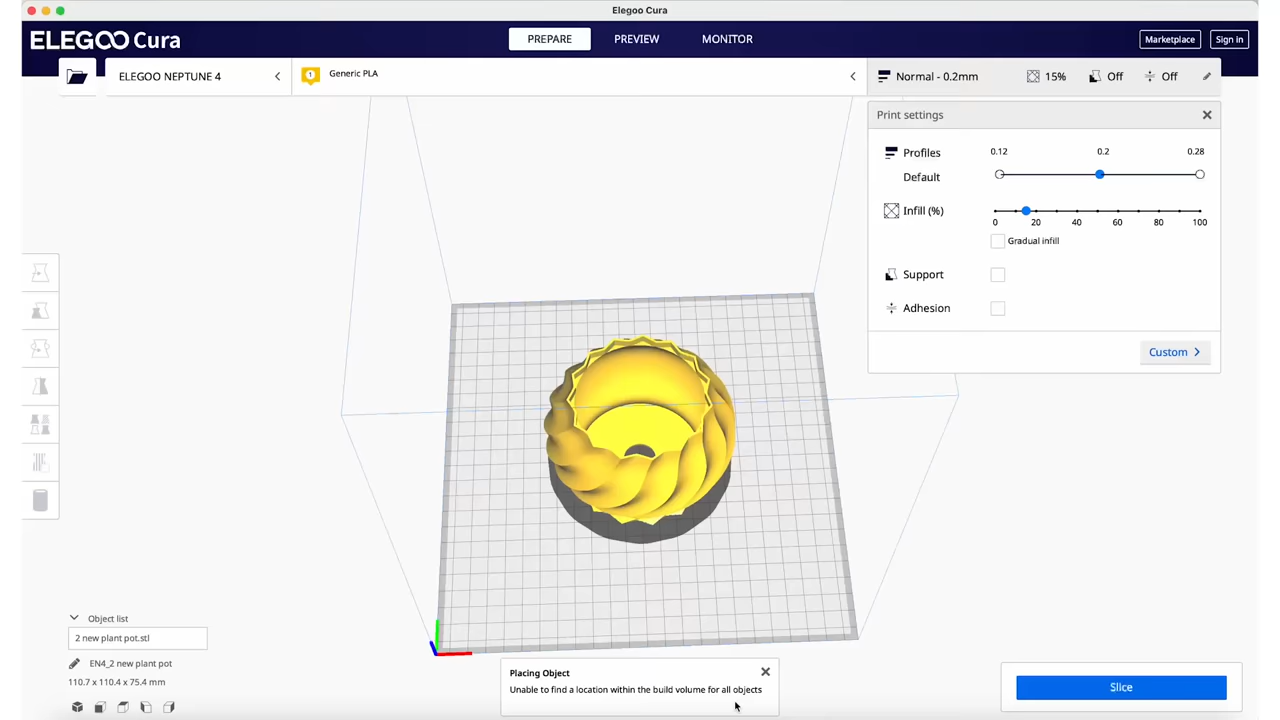 Elegoo Cura
ELEGOO Cura
PREPARE
PREVIEW
MONITOR
Marketplace
Sign in
ELEGOO NEPTUNE 4
1
Generic PLA
Normal - 0.2mm
15%
Off
Off
Print settings
Profiles
0.12 0.2 0.28
Default
Infill (%)
0 20 40 60 80 100
Gradual infill
Support
Adhesion
Custom
Object list
2 new plant pot.stl
EN4_2 new plant pot
110.7 x 110.4 x 75.4 mm
Placing Object
Unable to find a location within the build volume for all objects
Slice